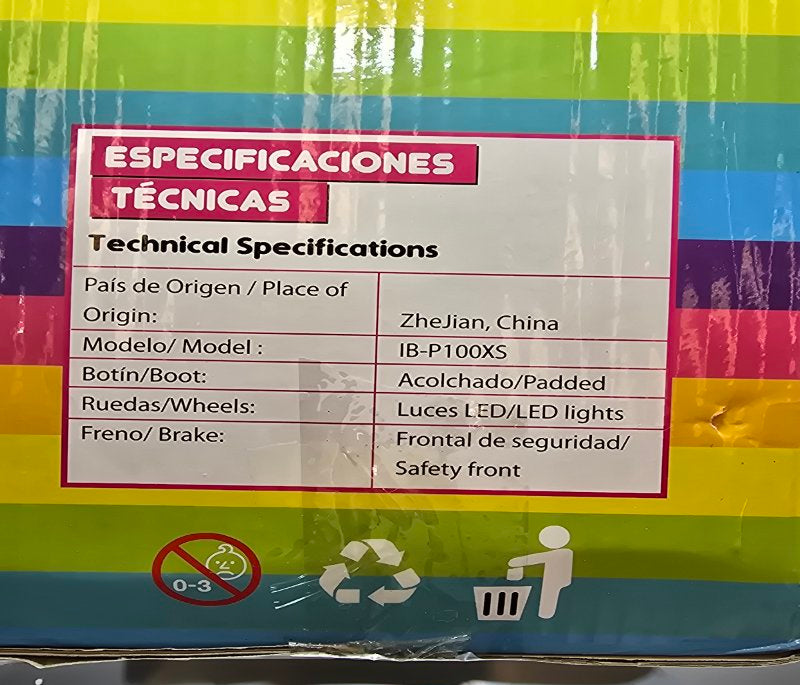 ESPECIFICACIONES
TÉCNICAS
Technical Specifications
País de Origen / Place of
Origin:
ZheJian, China
Modelo/ Model :
IB-P100XS
Botín/Boot:
Acolchado/Padded
Ruedas/Wheels:
Luces LED/LED lights
Freno/ Brake:
Frontal de seguridad/
Safety front
0-3